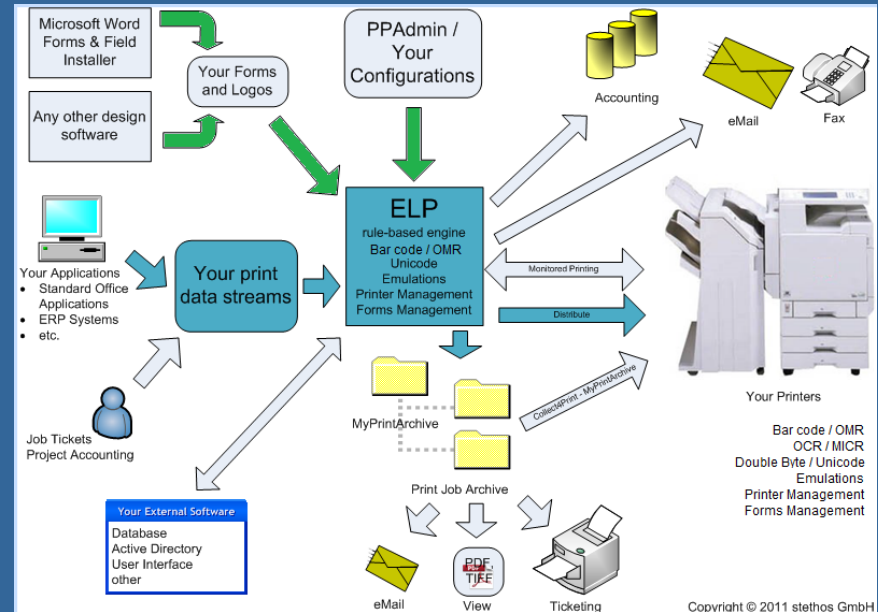 Microsoft Word
Forms & Field
Installer
Any other design
software
Your Forms
and Logos
PPAdmin /
Your
Configurations
Accounting
eMail
Fax
Your Applications
• Standard Office
Applications
• ERP Systems
• etc.
Your print
data streams
ELP
rule-based engine
Bar code / OMR
Unicode
Emulations
Printer Management
Forms Management
Monitored Printing
Distribute
Collect4Print - MyPrintArchive
Your Printers
Job Tickets
Project Accounting
MyPrintArchive
Print Job Archive
Bar code / OMR
OCR / MICR
Double Byte / Unicode
Emulations
Printer Management
Forms Management
Your External Software
Database
Active Directory
User Interface
other
eMail
PDF,
TIFF
View
Ticketing
Copyright © 2011 stethos GmbH